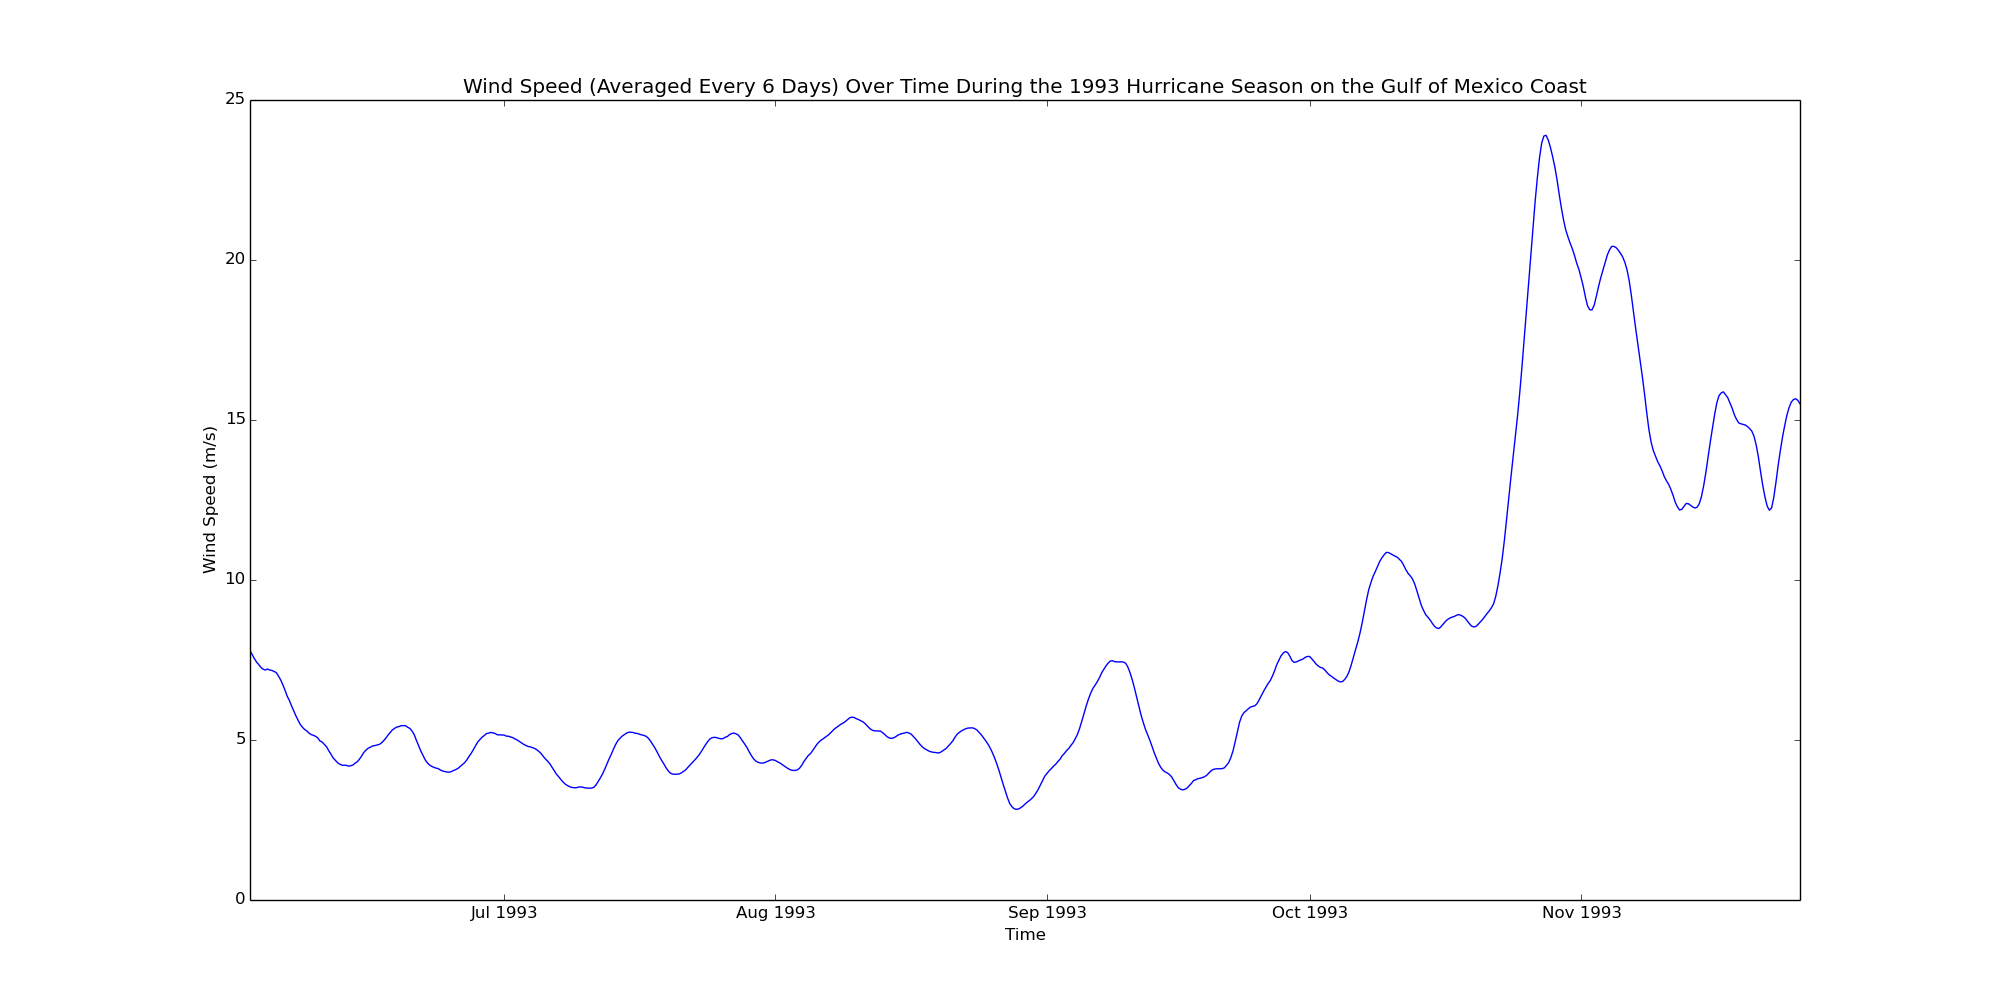 Wind Speed (Averaged Every 6 Days) Over Time During the 1993 Hurricane Season on the Gulf of Mexico Coast
25
20
15
10
5
0
Wind Speed (m/s)
Jul 1993 Aug 1993 Sep 1993 Oct 1993 Nov 1993
Time